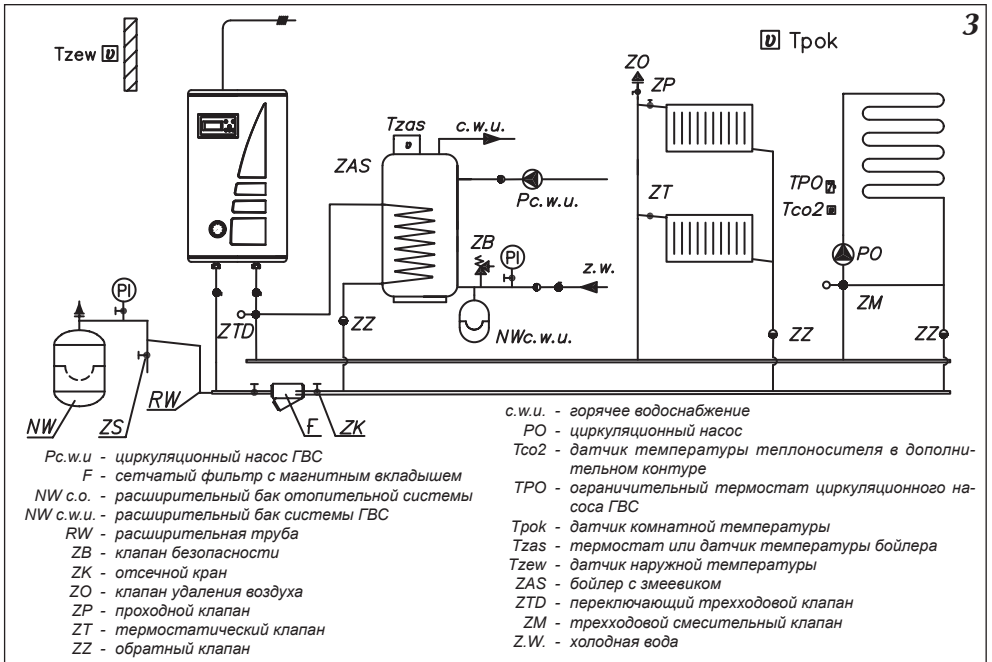 3
Tzew υ
υ Tpok
ZO
ZP
Tzas
υ
c.w.u.
ZAS
Pc.w.u.
ZT
TPO
Tco2
ZB
PI
z.w.
PO
PI
ZTD
ZZ
NWc.w.u.
ZM
ZZ
ZZ
NW
ZS
RW
F
ZK
Pc.w.u - циркуляционный насос ГВС
F - сетчатый фильтр с магнитным вкладышем
NW c.o. - расширительный бак отопительной системы
NW c.w.u. - расширительный бак системы ГВС
RW - расширительная труба
ZB - клапан безопасности
ZK - отсечной кран
ZO - клапан удаления воздуха
ZP - проходной клапан
ZT - термостатический клапан
ZZ - обратный клапан
c.w.u. - горячее водоснабжение
PO - циркуляционный насос
Tco2 - датчик температуры теплоносителя в дополни-
тельном контуре
TPO - ограничительный термостат циркуляционного на-
соса ГВС
Tpok - датчик комнатной температуры
Tzas - термостат или датчик температуры бойлера
Tzew - датчик наружной температуры
ZAS - бойлер с змеевиком
ZTD - переключающий трехходовой клапан
ZM - трехходовой смесительный клапан
Z.W. - холодная вода